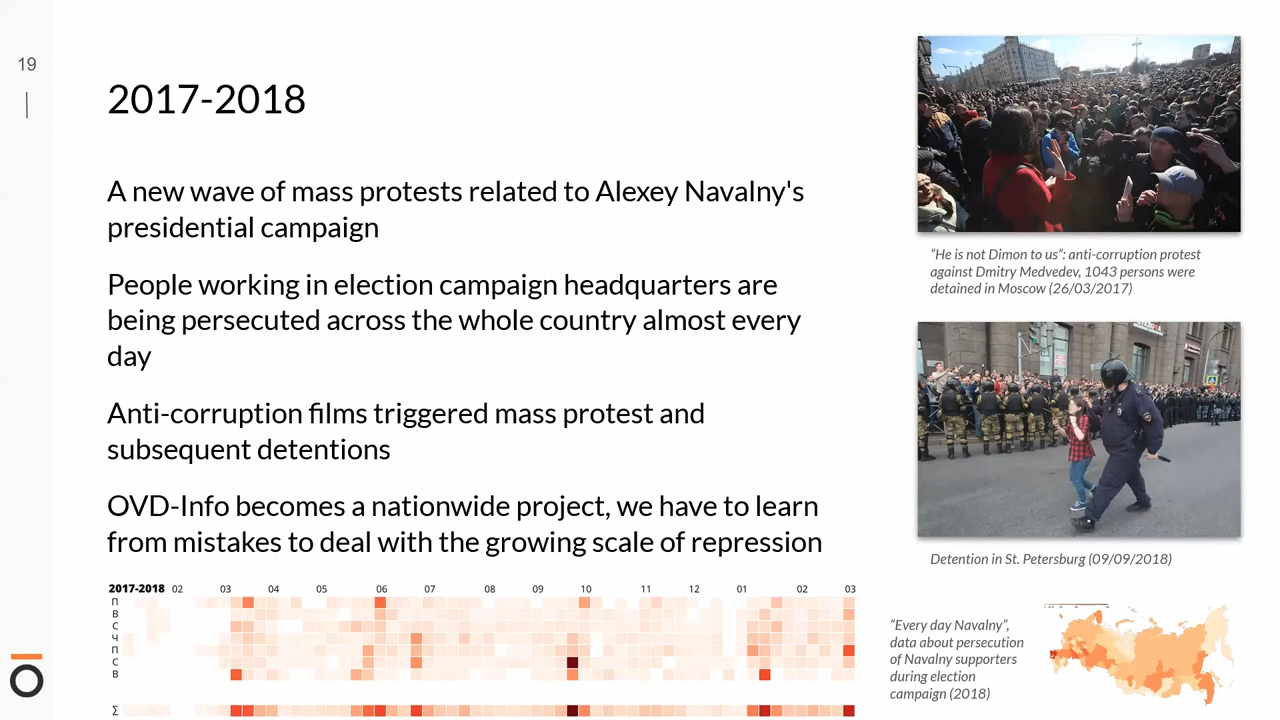 19
2017-2018
A new wave of mass protests related to Alexey Navalny's
presidential campaign
People working in election campaign headquarters are
being persecuted across the whole country almost every
day
Anti-corruption films triggered mass protest and
subsequent detentions
OVD-Info becomes a nationwide project, we have to learn
from mistakes to deal with the growing scale of repression
“He is not Dimon to us”: anti-corruption protest
against Dmitry Medvedev, 1043 persons were
detained in Moscow (26/03/2017)
Detention in St. Petersburg (09/09/2018)
2017-2018 02 03 04 05 06 07 08 09 10 11 12 01 02 03
П
В
С
Ч
П
С
В
Σ
“Every day Navalny”,
data about persecution
of Navalny supporters
during election
campaign (2018)